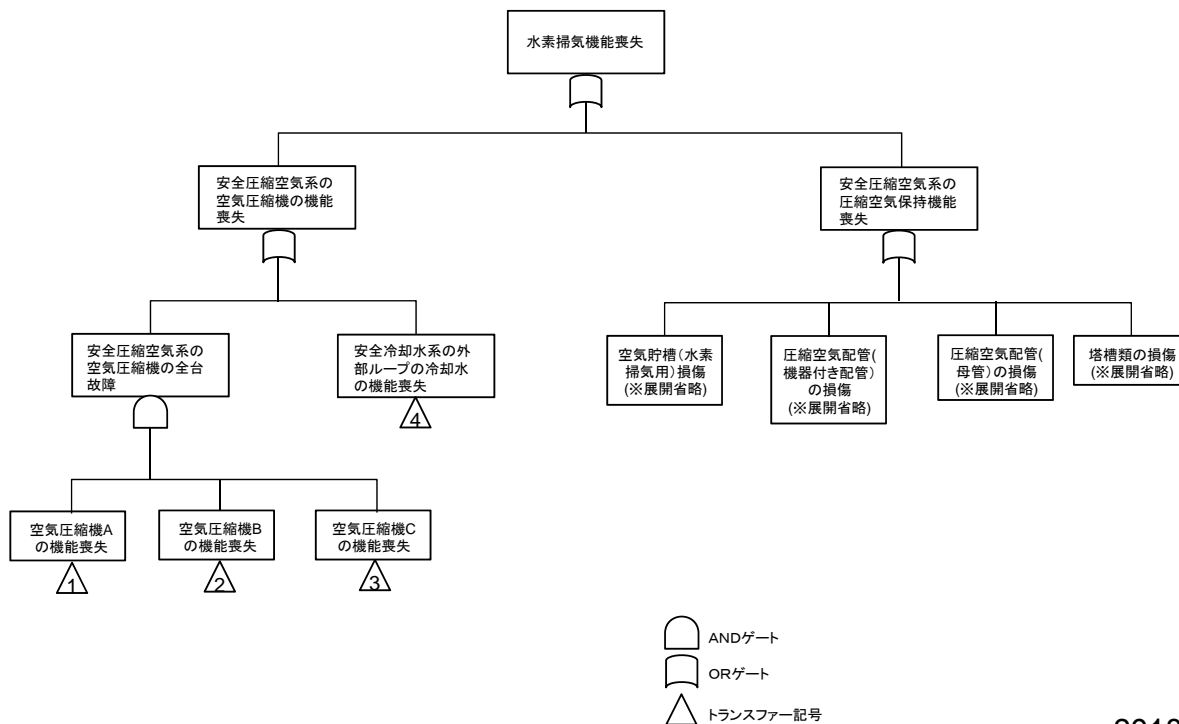 水素掃気機能喪失
安全圧縮空気系の
空気圧縮機の機能
喪失
安全圧縮空気系の
圧縮空気保持機能
喪失
安全圧縮空気系の
空気圧縮機の全台
故障
安全冷却水系の外
部ループの冷却水
の機能喪失
4
空気貯槽(水素
掃気用)損傷
(※展開省略)
圧縮空気配管(
機器付き配管)
の損傷
(※展開省略)
圧縮空気配管(
母管)の損傷
(※展開省略)
塔槽類の損傷
(※展開省略)
空気圧縮機A
の機能喪失
1
空気圧縮機B
の機能喪失
2
空気圧縮機C
の機能喪失
3
ANDゲート
ORゲート
トランスファー記号